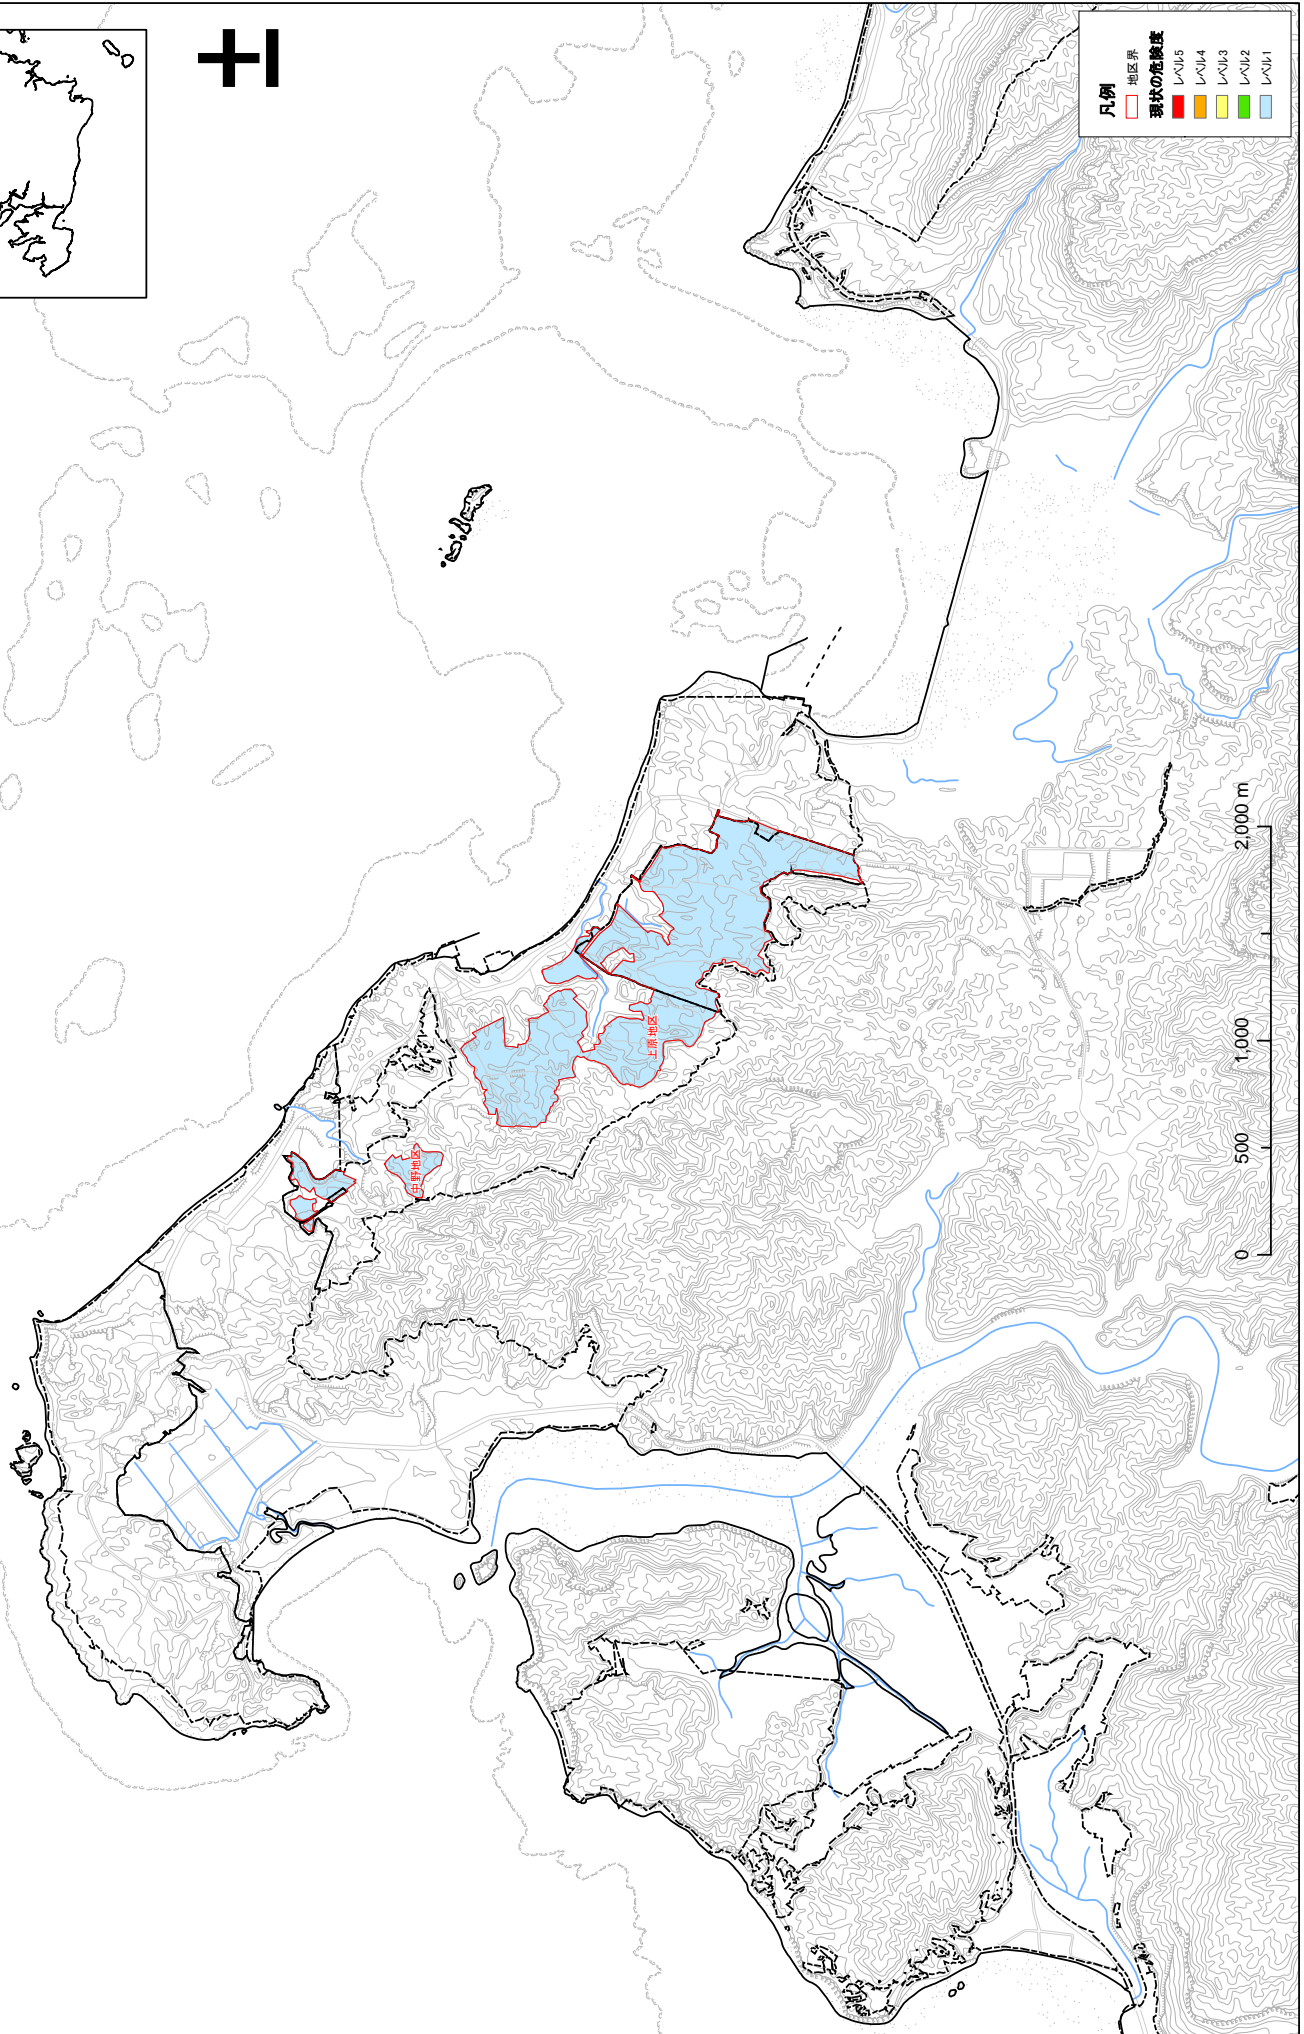 凡例
地区界
現状の危険度
レベル5
レベル4
レベル3
レベル2
レベル1
中野地区
上原地区
0 500 1,000 2,000 m